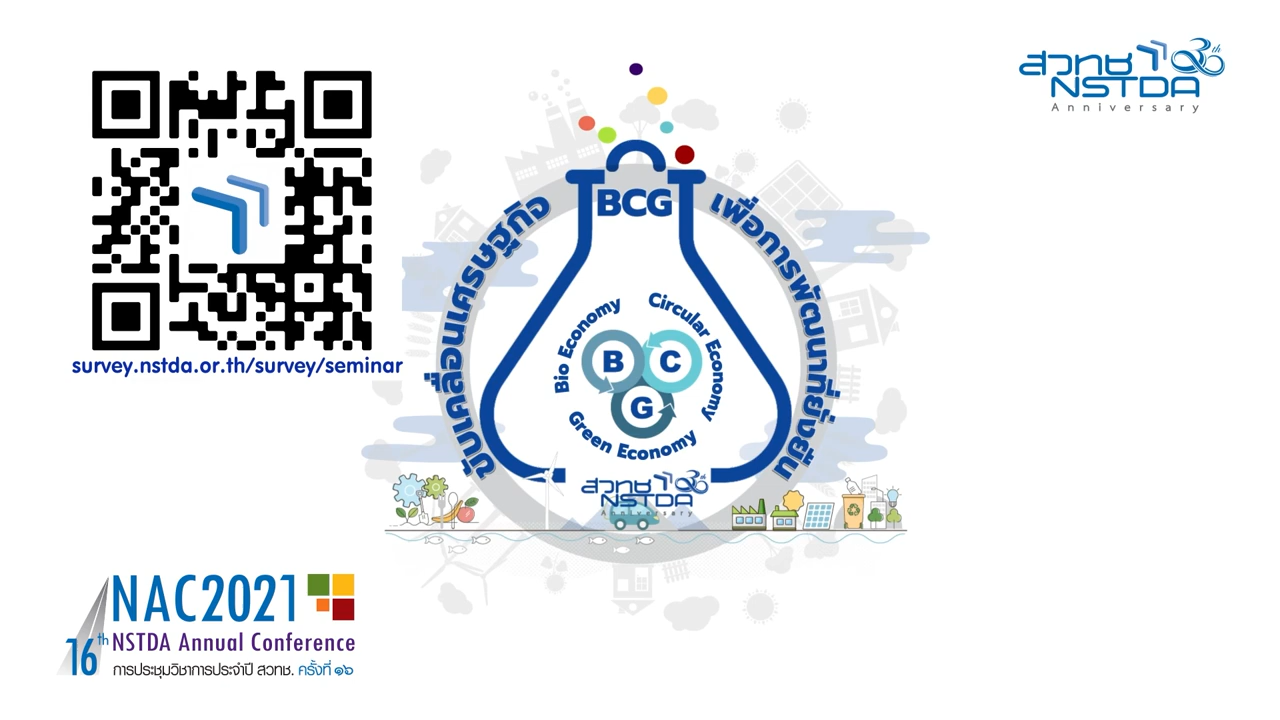 สวทช 30th
NSTDA
Anniversary
survey.nstda.or.th/survey/seminar
BCG
ขับเคลื่อนเศรษฐกิจ
เพื่อการพัฒนาที่ยั่งยืน
Bio Economy
Circular Economy
B
C
G
Green Economy
สวทช 30th
NSTDA
Anniversary
NAC2021
16th NSTDA Annual Conference
การประชุมวิชาการประจำปี สวทช. ครั้งที่ ๑๖